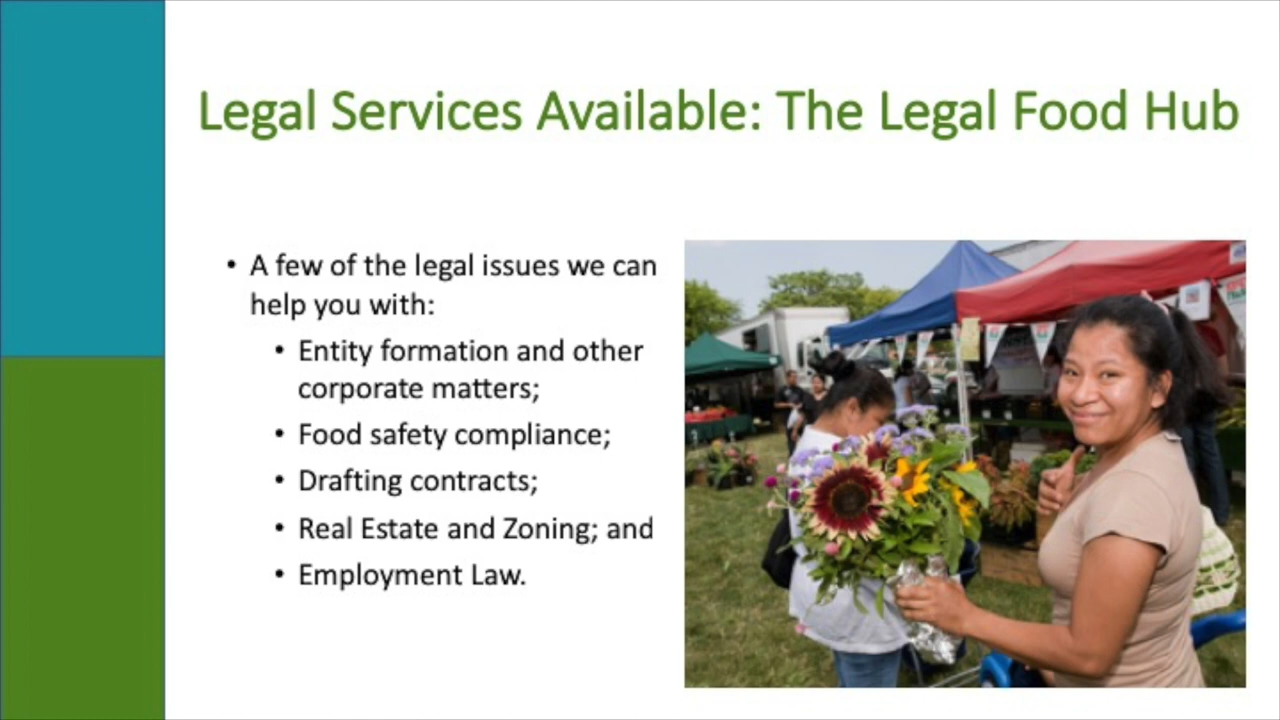 Legal Services Available: The Legal Food Hub
• A few of the legal issues we can
help you with:
• Entity formation and other
corporate matters;
• Food safety compliance;
• Drafting contracts;
• Real Estate and Zoning; and
• Employment Law.